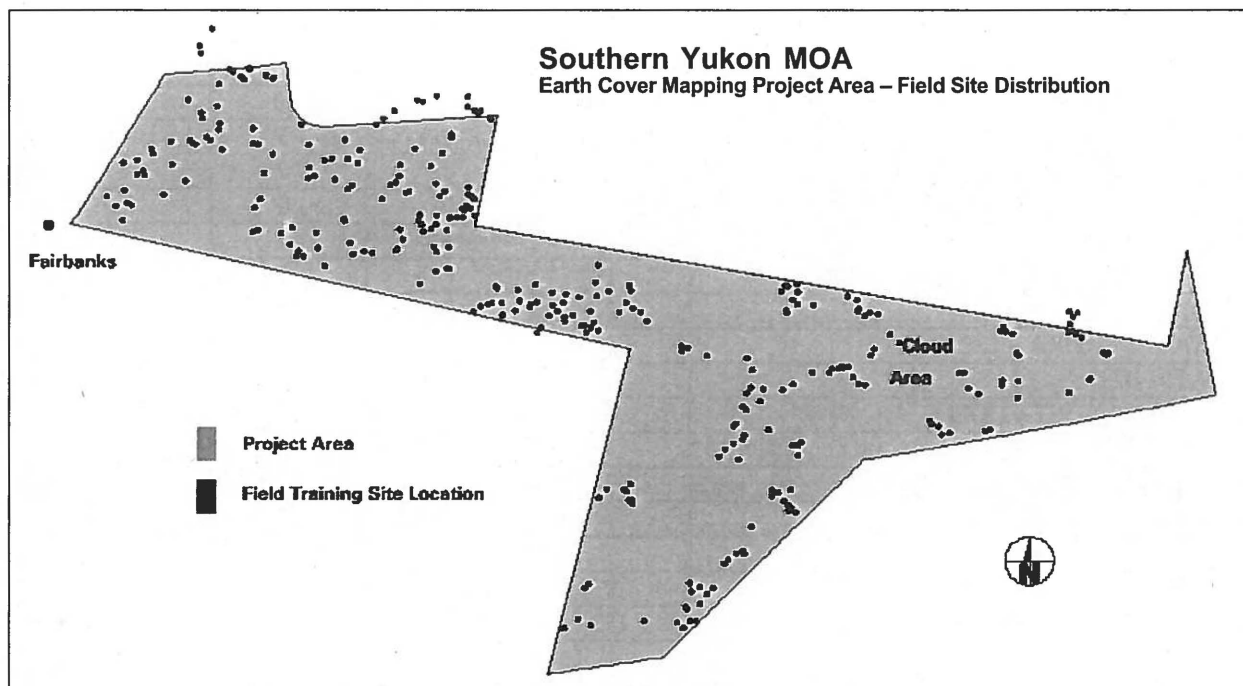 Southern Yukon MOA
Earth Cover Mapping Project Area – Field Site Distribution
Fairbanks
Cloud
Area
Project Area
Field Training Site Location
N